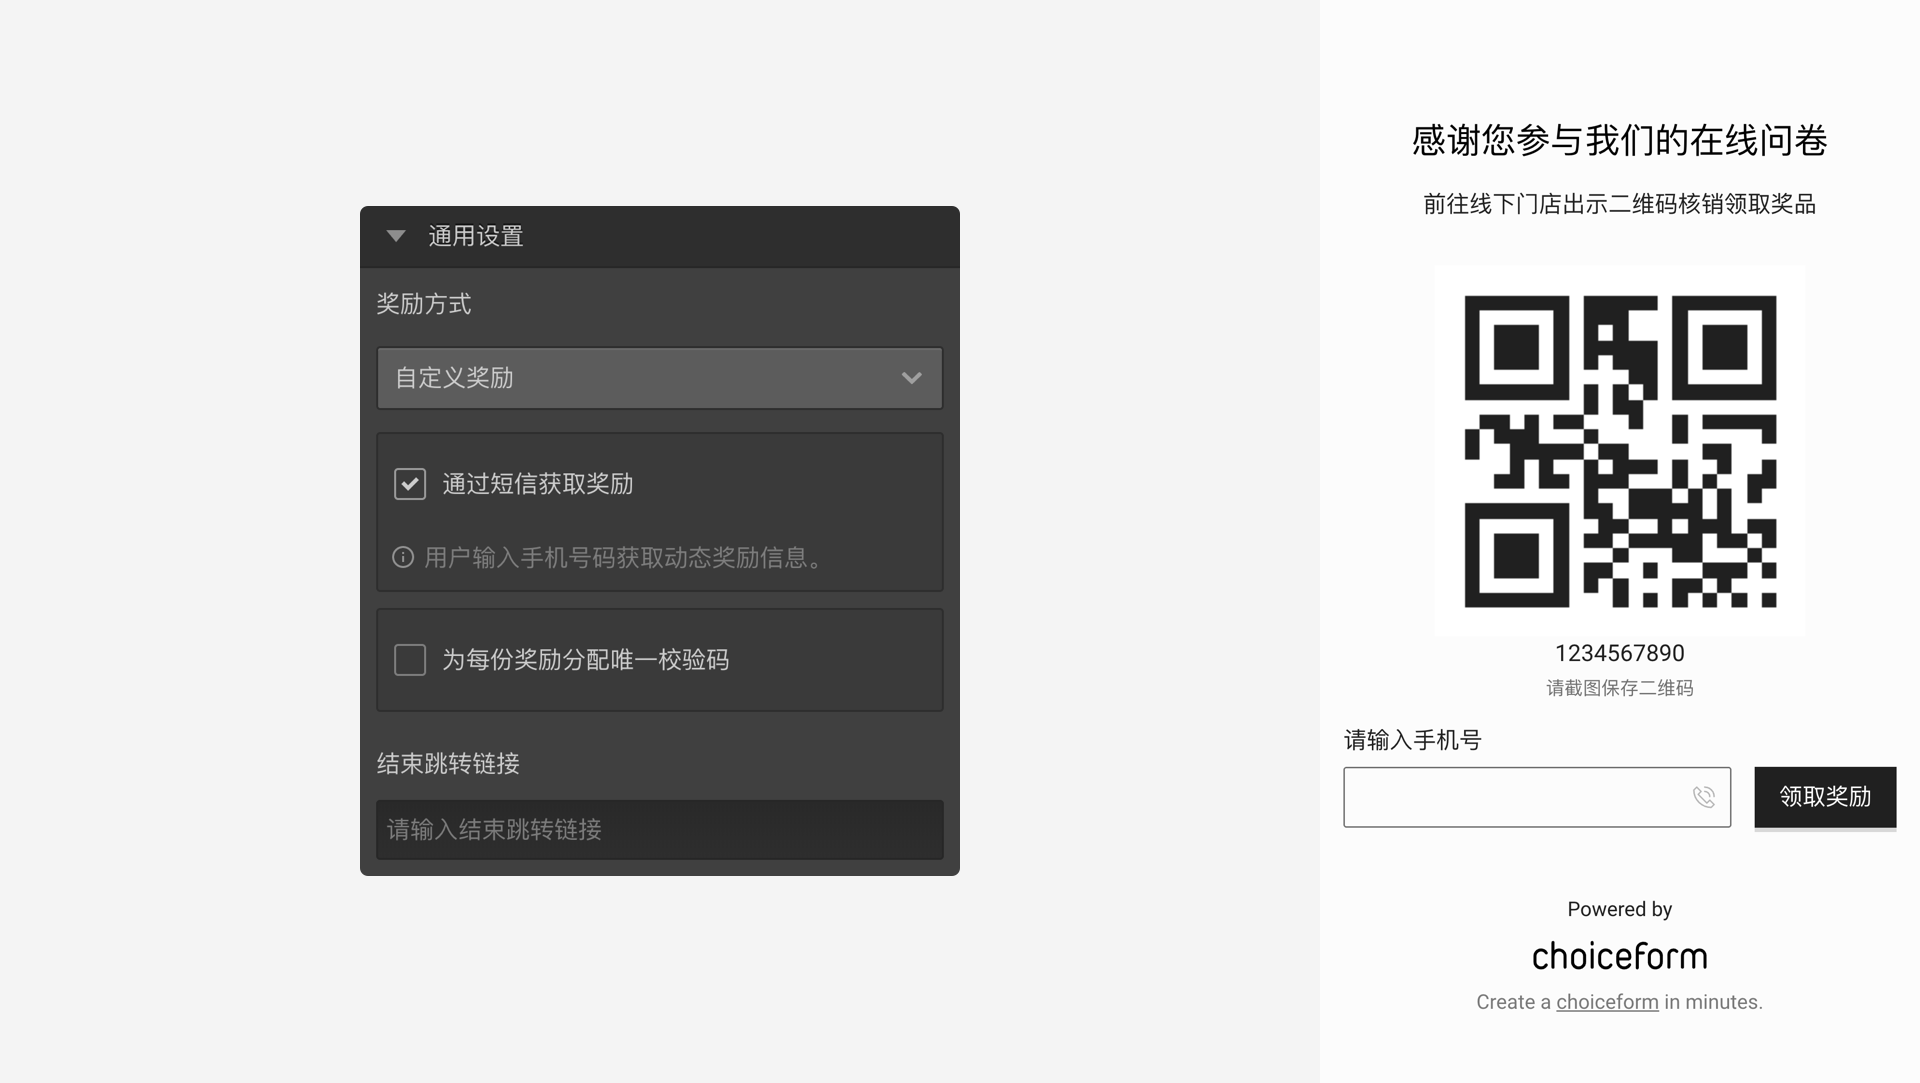 通用设置
奖励方式
自定义奖励
通过短信获取奖励
用户输入手机号码获取动态奖励信息。
为每份奖励分配唯一校验码
结束跳转链接
请输入结束跳转链接
感谢您参与我们的在线问卷
前往线下门店出示二维码核销领取奖品
1234567890
请截图保存二维码
请输入手机号
领取奖励
Powered by
choiceform
Create a choiceform in minutes.